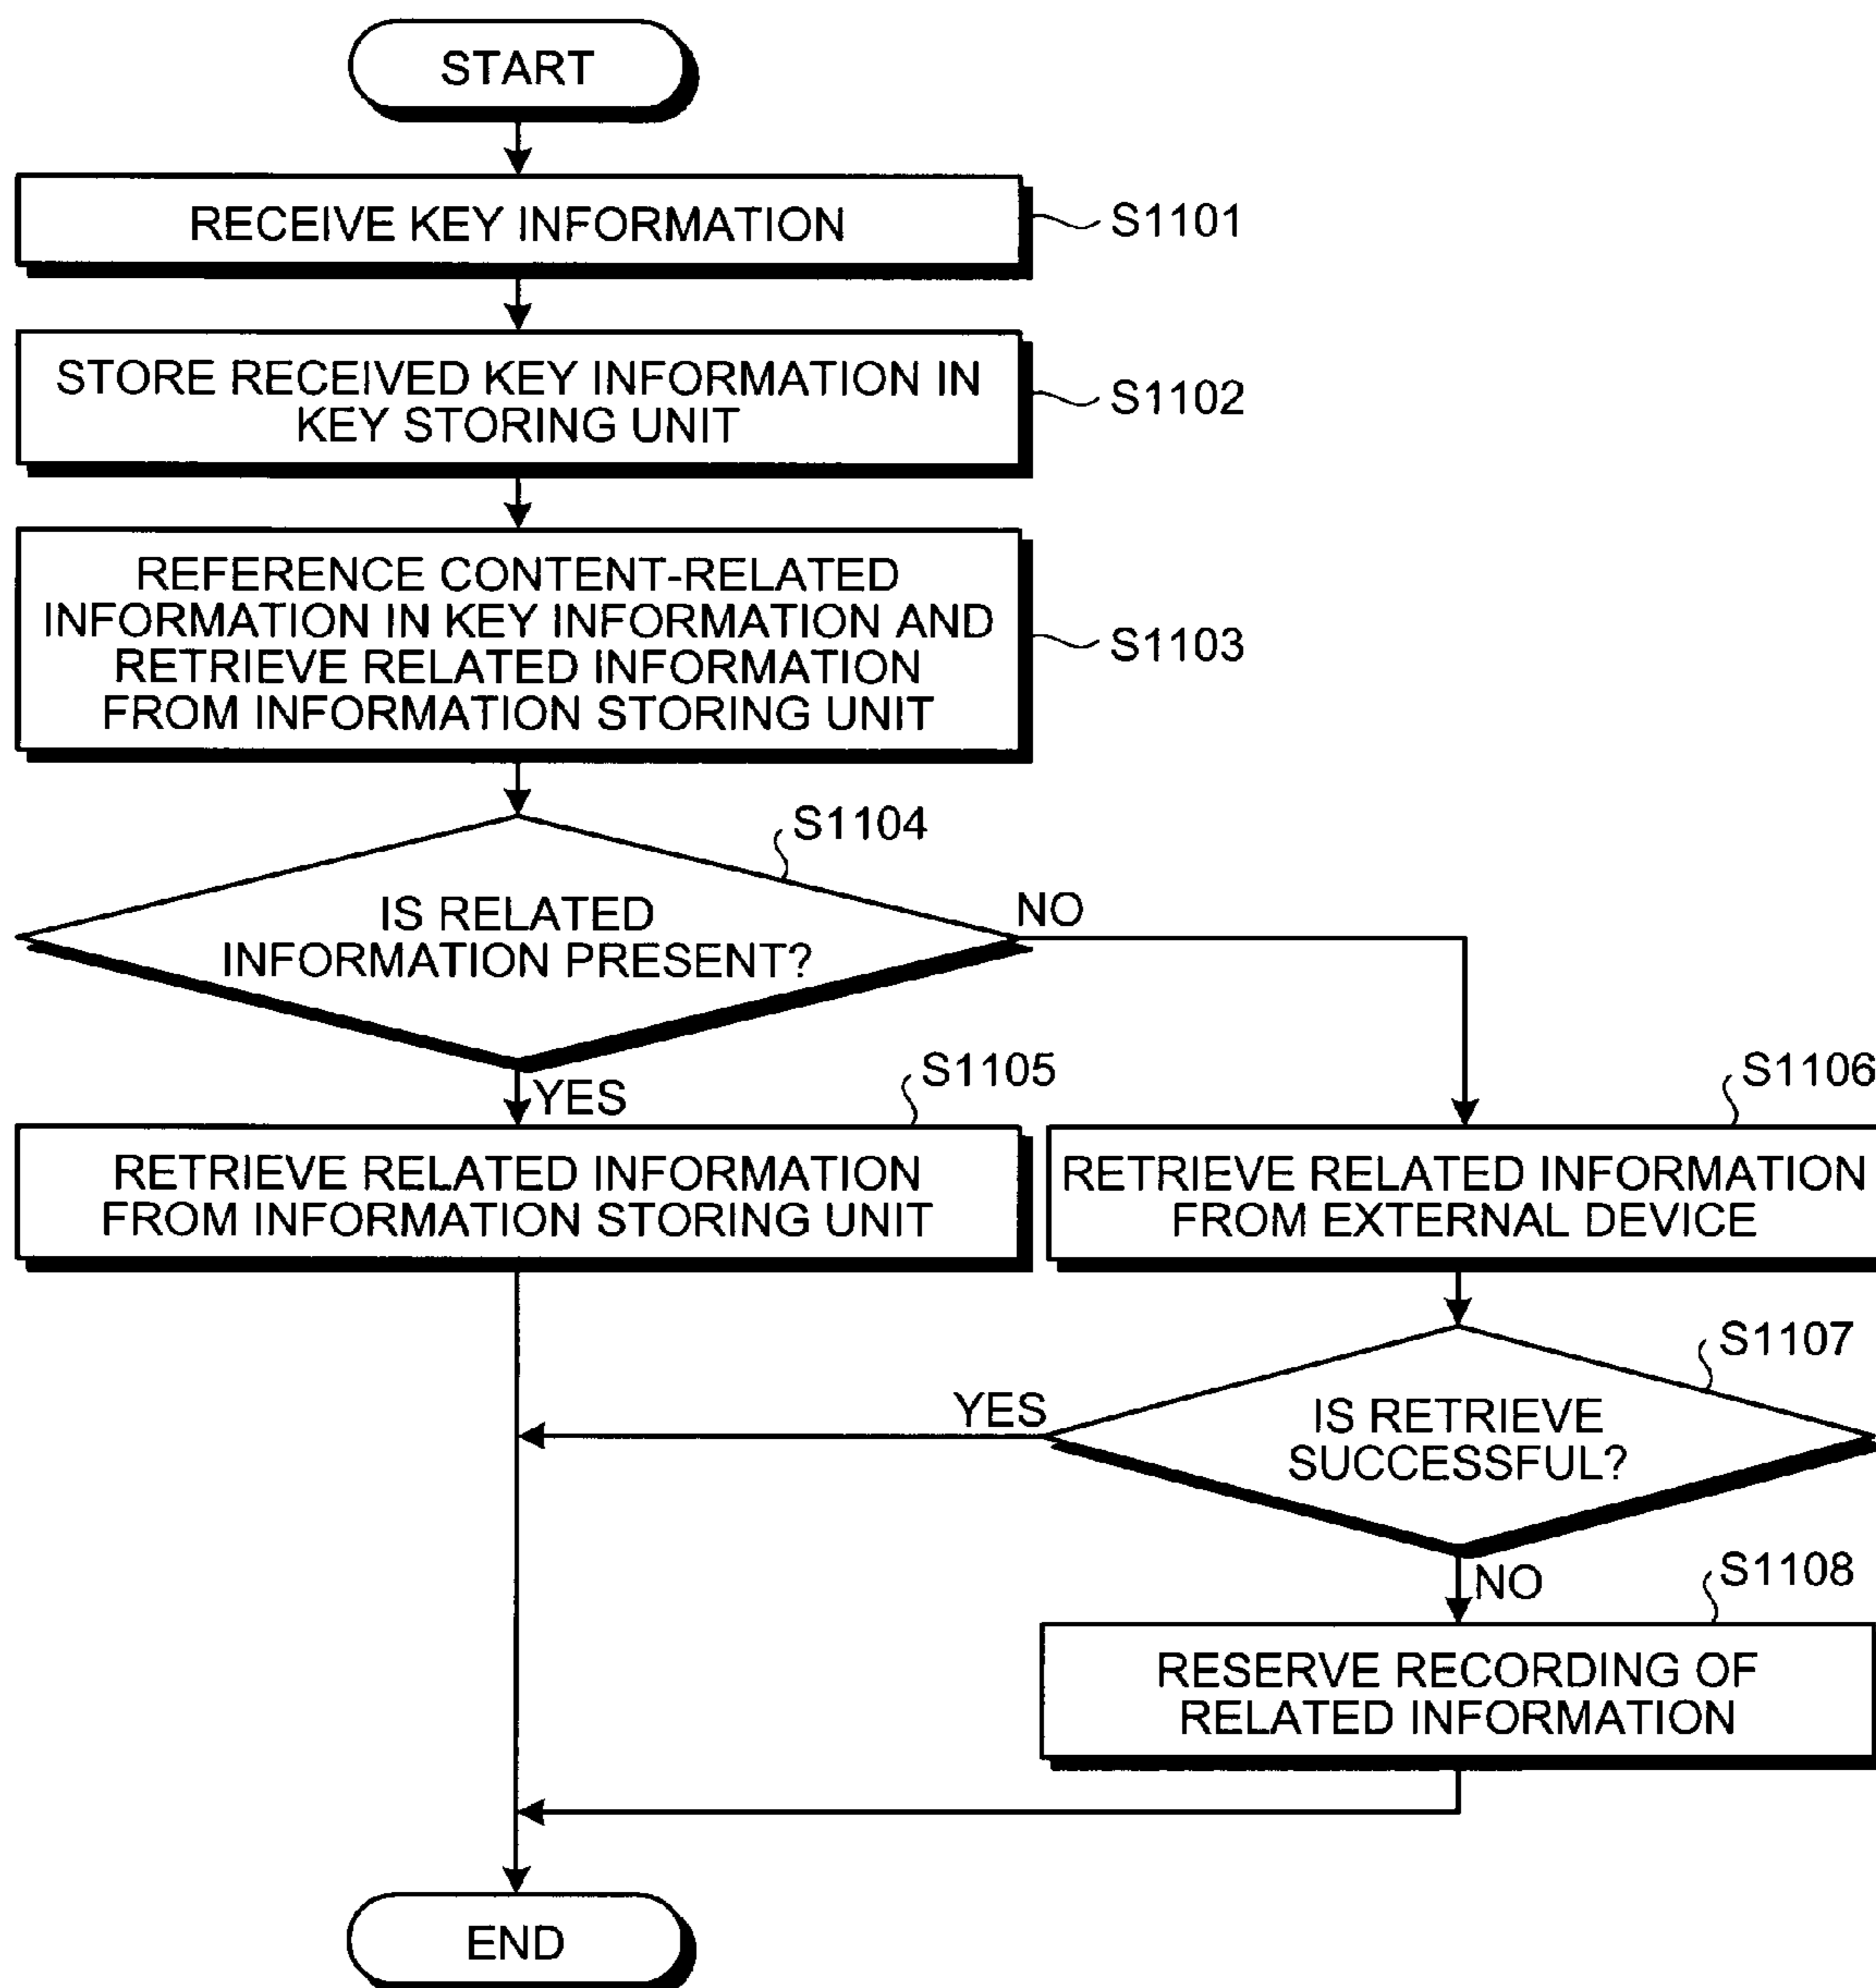 START
RECEIVE KEY INFORMATION
S1101
STORE RECEIVED KEY INFORMATION IN
KEY STORING UNIT
S1102
REFERENCE CONTENT-RELATED
INFORMATION IN KEY INFORMATION AND
RETRIEVE RELATED INFORMATION
FROM INFORMATION STORING UNIT
S1103
S1104
IS RELATED
INFORMATION PRESENT?
NO
YES
S1105
RETRIEVE RELATED INFORMATION
FROM INFORMATION STORING UNIT
S1106
RETRIEVE RELATED INFORMATION
FROM EXTERNAL DEVICE
S1107
IS RETRIEVE
SUCCESSFUL?
YES
NO
S1108
RESERVE RECORDING OF
RELATED INFORMATION
END